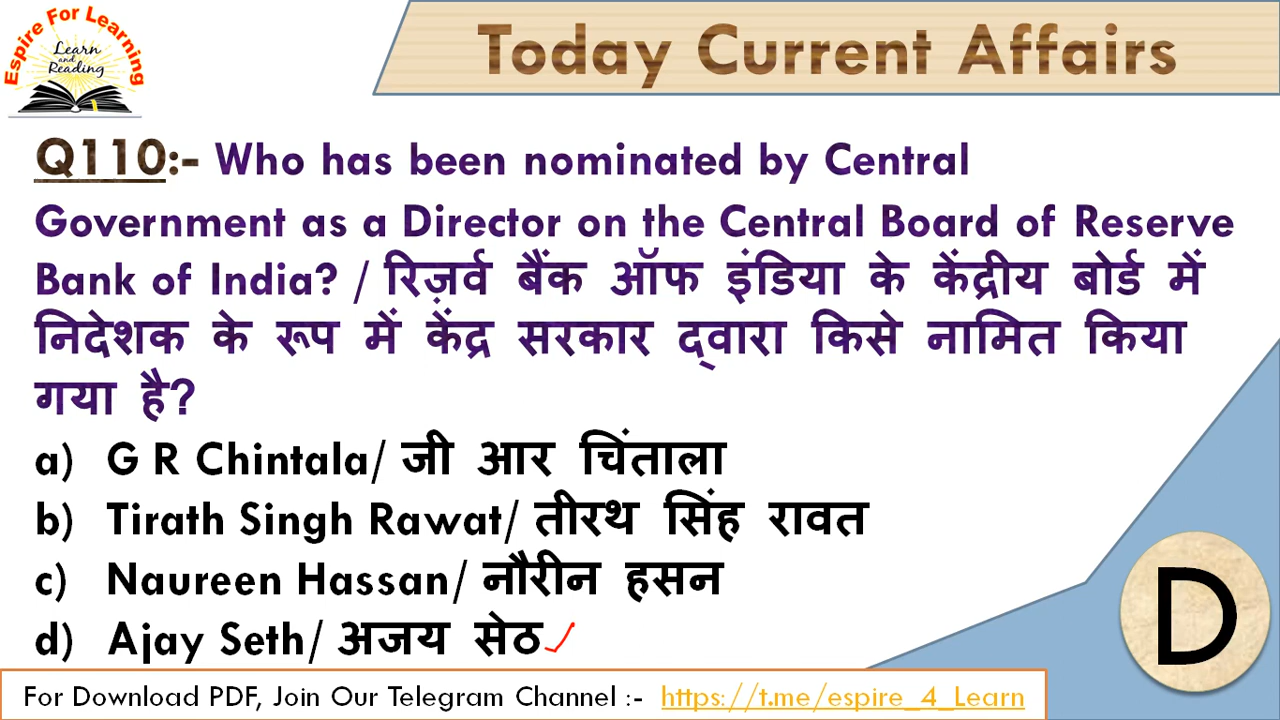 Espire For Learning
Learn
and
Reading
Today Current Affairs
Q110:- Who has been nominated by Central
Government as a Director on the Central Board of Reserve
Bank of India? / रिज़र्व बैंक ऑफ इंडिया के केंद्रीय बोर्ड में
निदेशक के रूप में केंद्र सरकार द्वारा किसे नामित किया
गया है?
a) G R Chintala/ जी आर चिंताला
b) Tirath Singh Rawat/ तीरथ सिंह रावत
c) Naureen Hassan/ नौरीन हसन
d) Ajay Seth/ अजय सेठ
D
For Download PDF, Join Our Telegram Channel :- https://t.me/espire_4_Learn